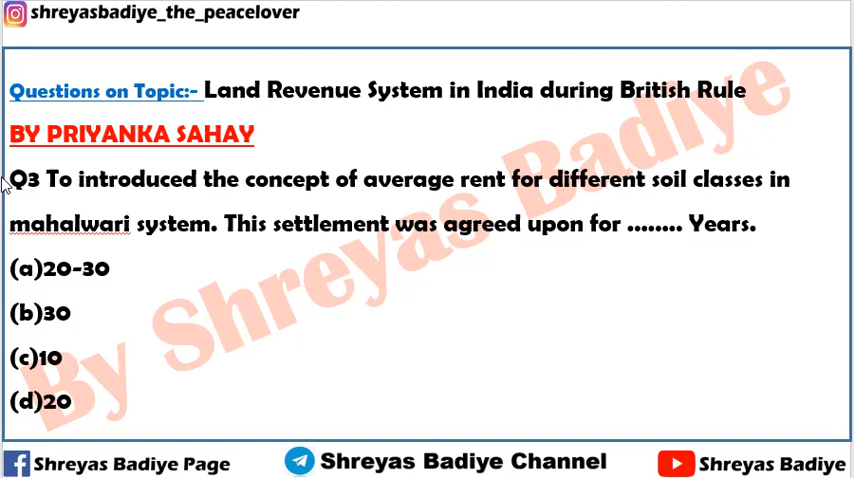 shreyasbadiye_the_peacelover
Questions on Topic:- Land Revenue System in India during British Rule
BY PRIYANKA SAHAY
Q3 To introduced the concept of average rent for different soil classes in
mahalwari system. This settlement was agreed upon for ........ Years.
(a)20-30
(b)30
(c)10
(d)20
By Shreyas Badiye
Shreyas Badiye Page
Shreyas Badiye Channel
Shreyas Badiye